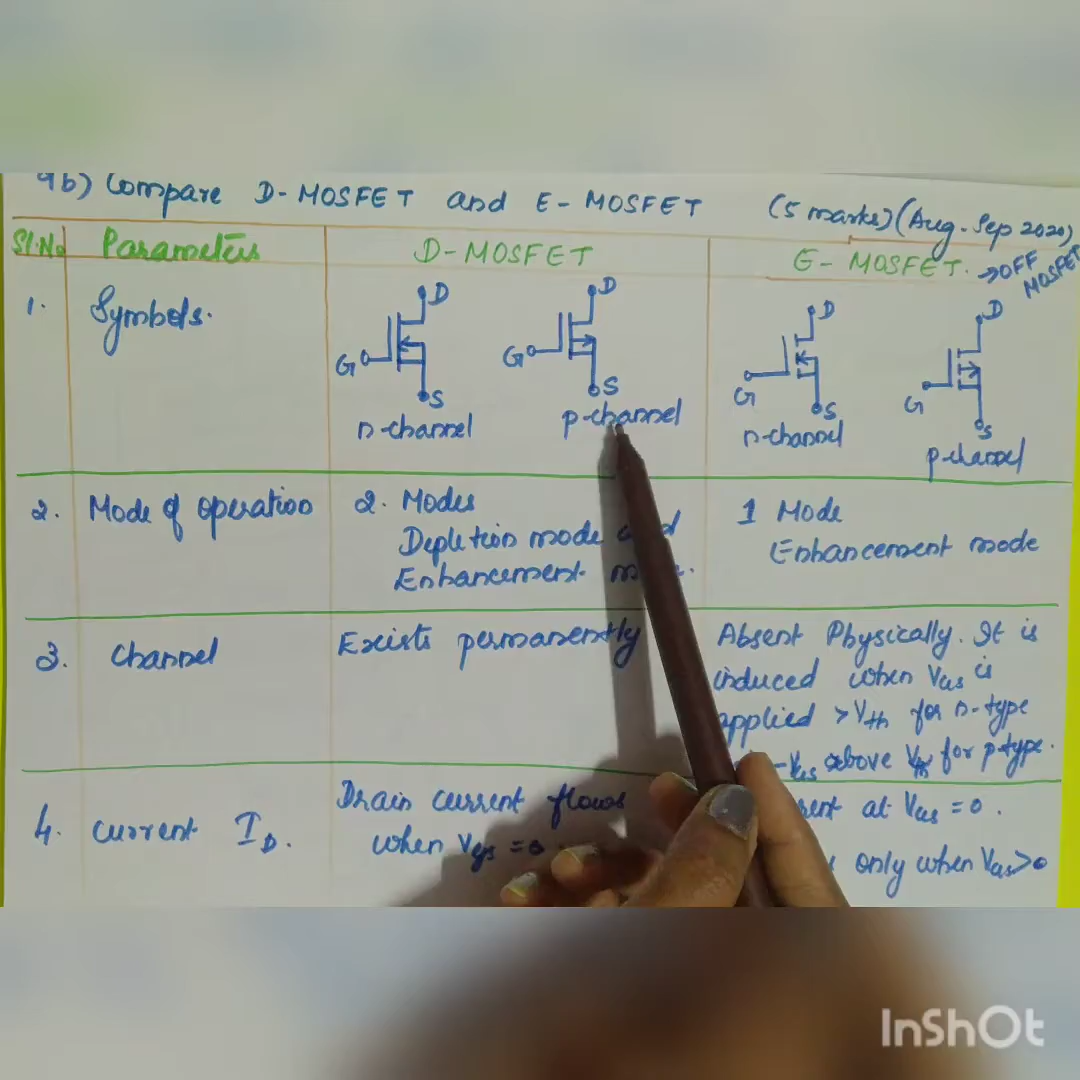 9b) Compare D-MOSFET and E-MOSFET (5 marks) (Aug-Sep 2020)
Sl.No Parameters D-MOSFET E-MOSFET. →OFF MOSFET
1. Symbols.
D G S n-channel
D G S p-channel
D G S n-channel
D G S p-channel
2. Mode of operation
2. Modes
Depletion mode
Enhancement
1 Mode
Enhancement mode
3. Channel
Exists permanently
Absent Physically. It is
induced when VGS is
applied >Vth for n-type
-VGS above Vth for p-type.
4. Current ID.
Drain current flows
when VGS = 0
at VGS = 0.
only when VGS>0
InShOt